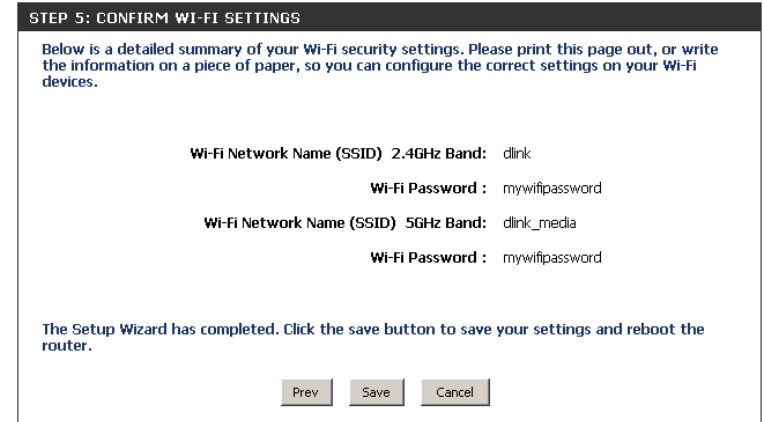 STEP 5: CONFIRM WI-FI SETTINGS
Below is a detailed summary of your Wi-Fi security settings. Please print this page out, or write
the information on a piece of paper, so you can configure the correct settings on your Wi-Fi
devices.
Wi-Fi Network Name (SSID) 2.4GHz Band: dlink
Wi-Fi Password : mywifipassword
Wi-Fi Network Name (SSID) 5GHz Band: dlink_media
Wi-Fi Password : mywifipassword
The Setup Wizard has completed. Click the save button to save your settings and reboot the
router.
Prev Save Cancel